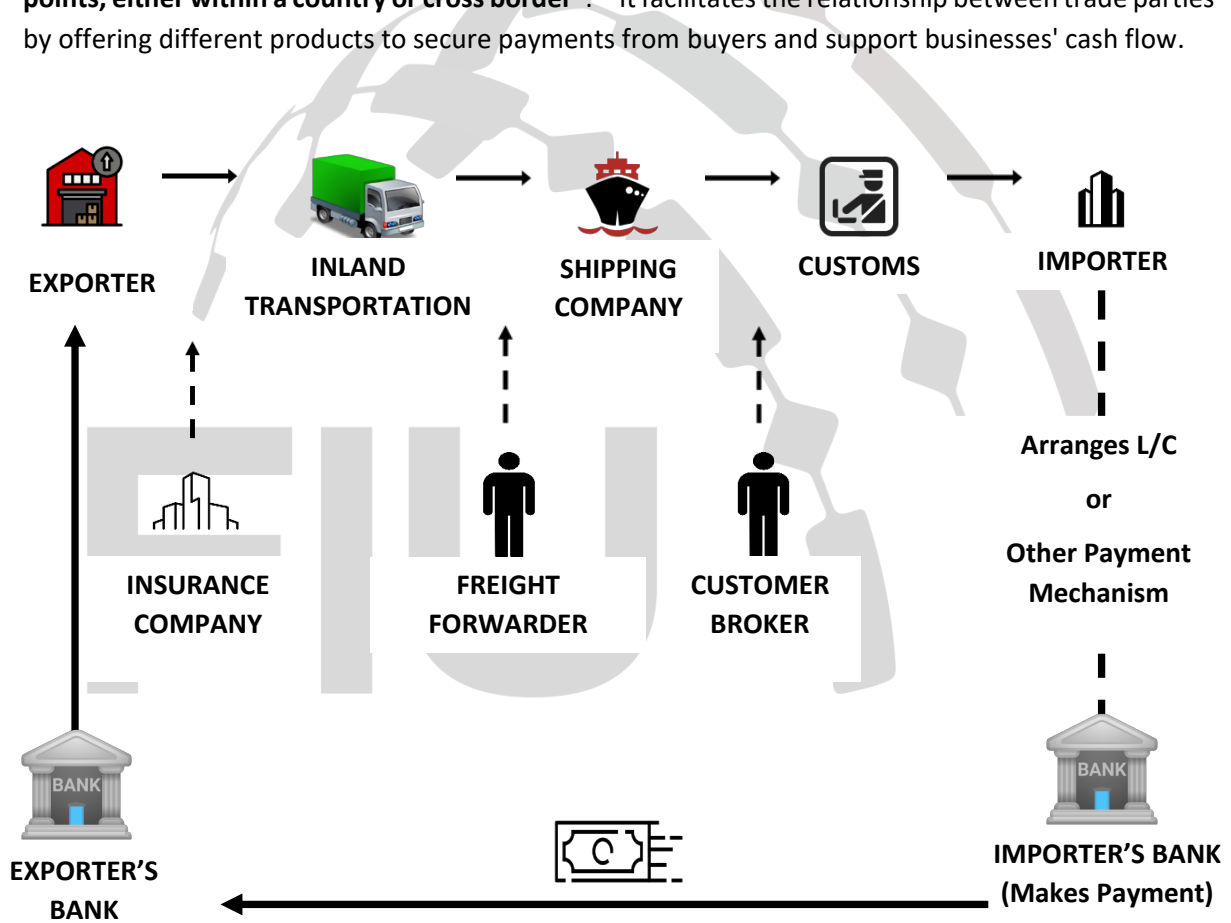 points, either within a country or cross border". It facilitates the relationship between trade parties
by offering different products to secure payments from buyers and support businesses' cash flow.
EXPORTER
INLAND
TRANSPORTATION
SHIPPING
COMPANY
CUSTOMS
IMPORTER
INSURANCE
COMPANY
FREIGHT
FORWARDER
CUSTOMER
BROKER
Arranges L/C
or
Other Payment
Mechanism
BANK
EXPORTER'S
BANK
BANK
IMPORTER'S BANK
(Makes Payment)
FIU